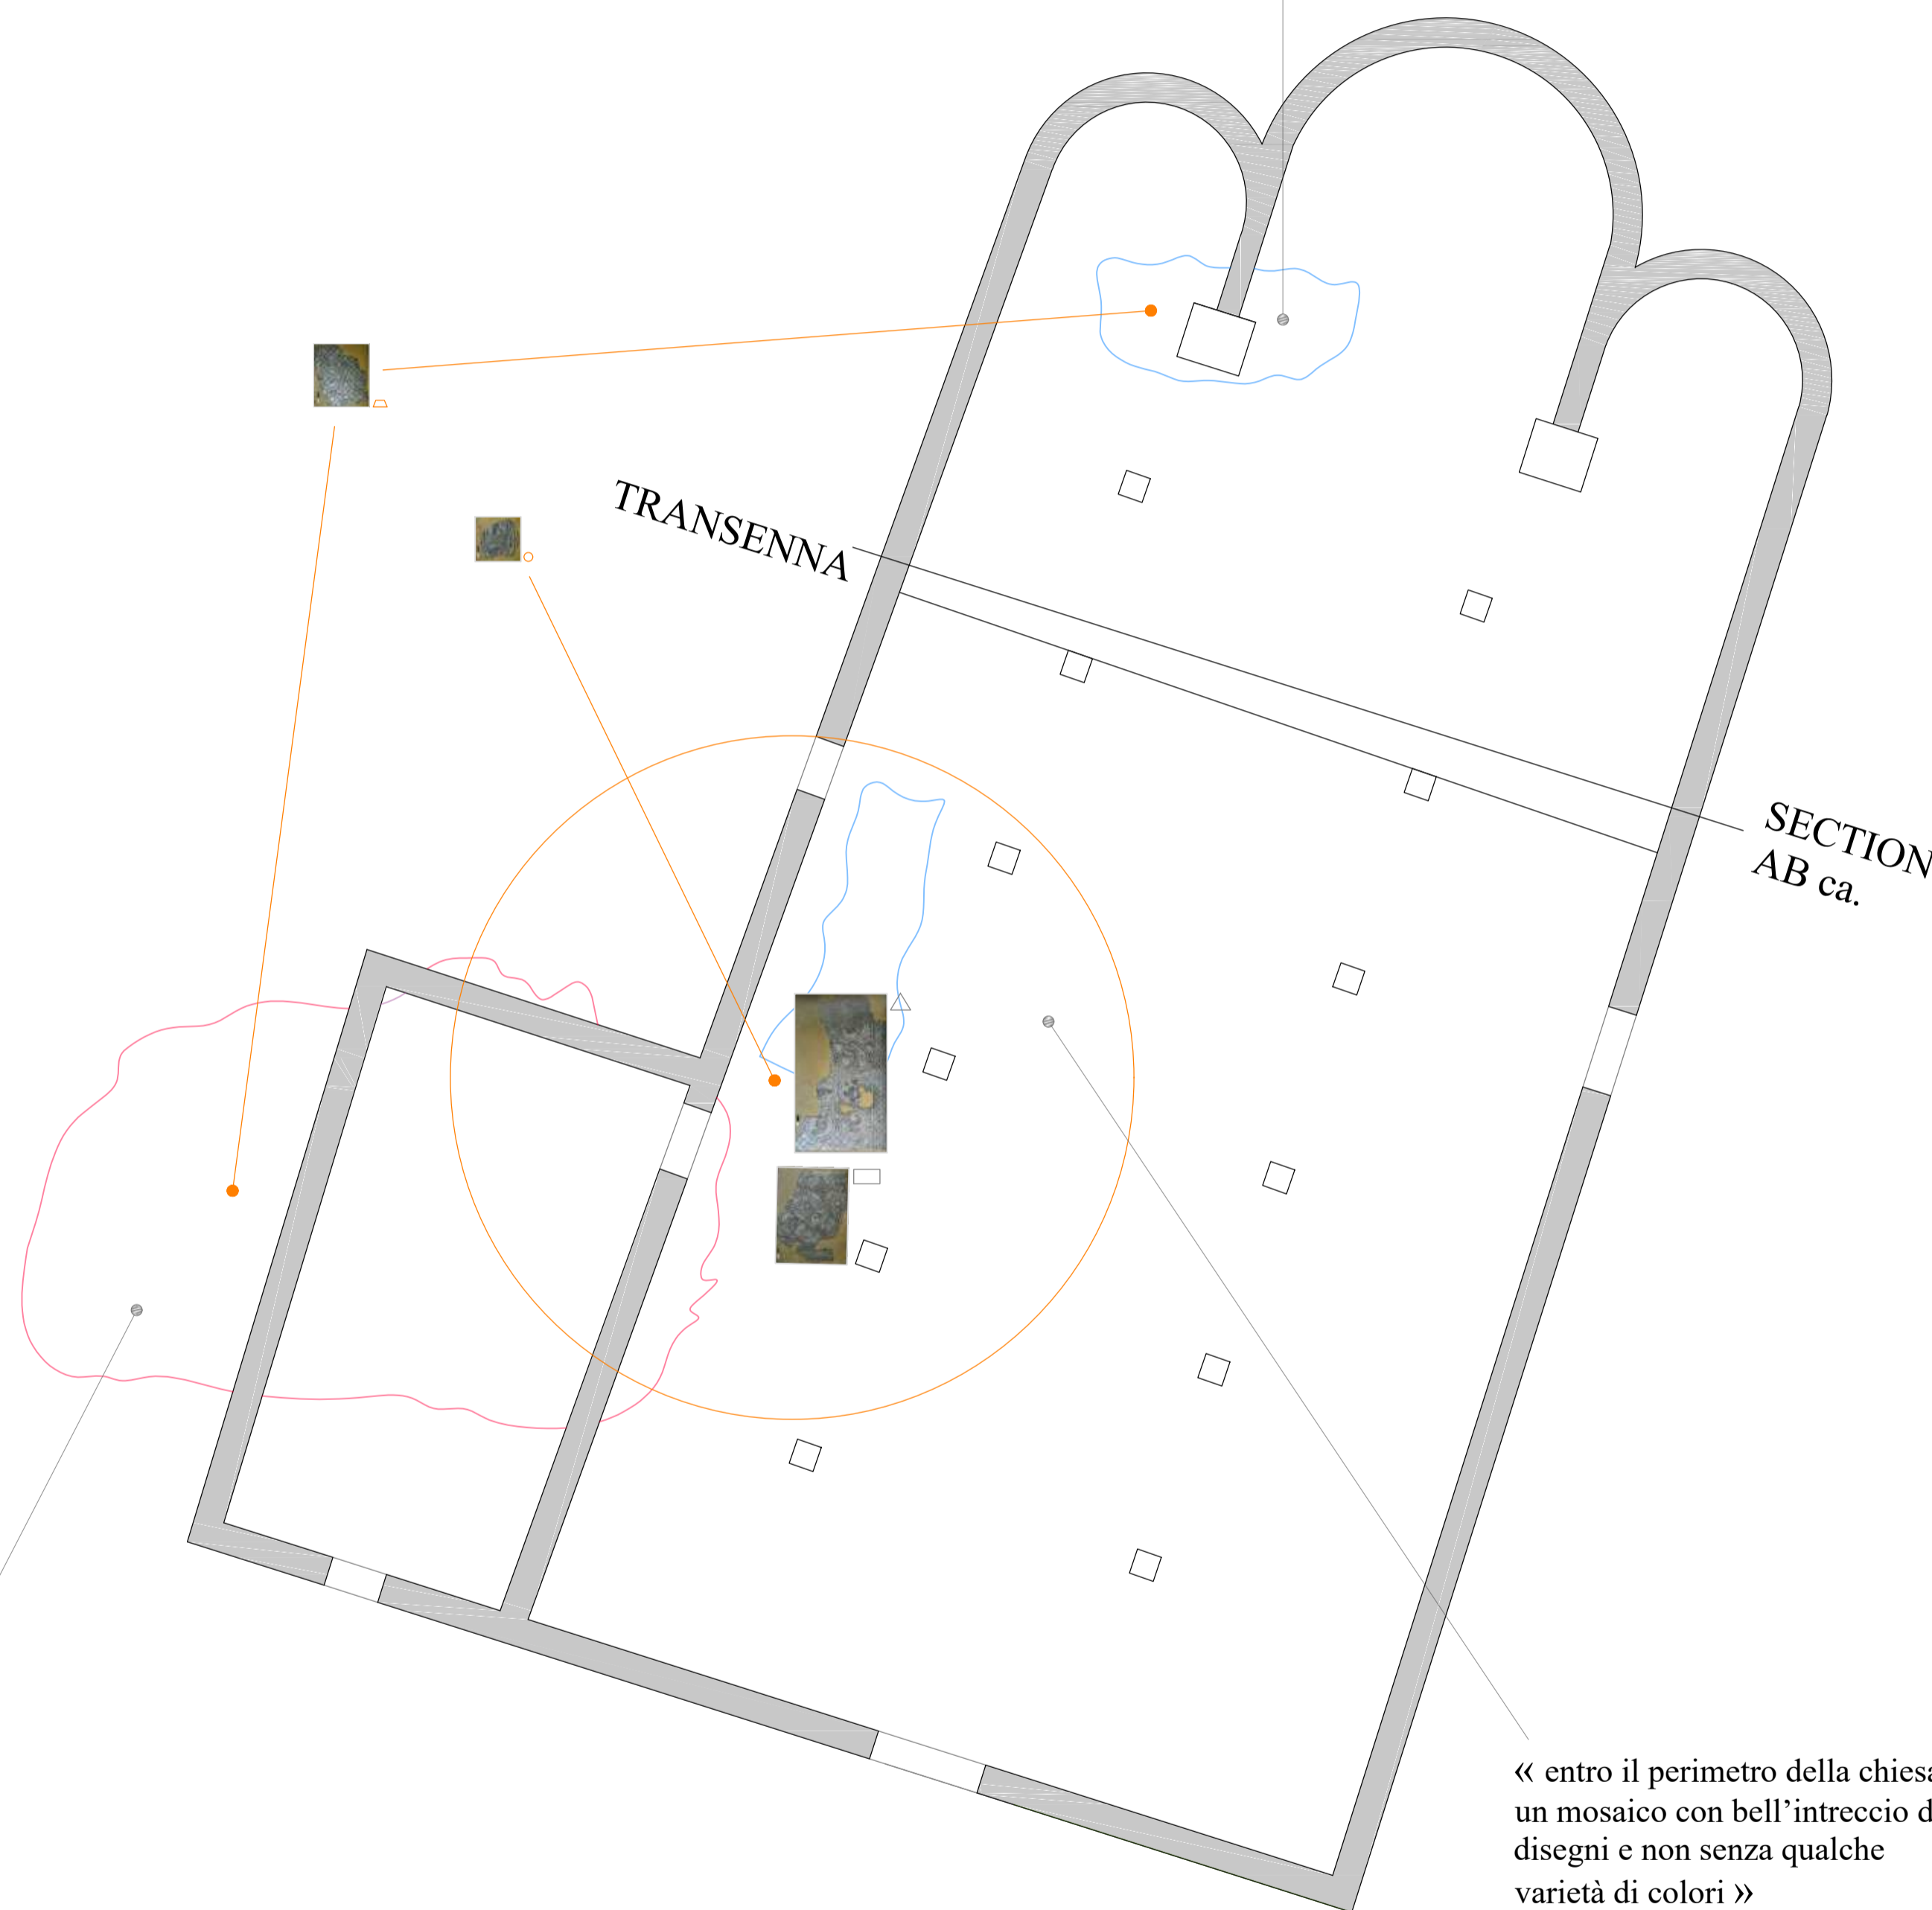 TRANSENNA
SECTION
AB ca.
« entro il perimetro della chiesa
un mosaico con bell’intreccio d
disegni e non senza qualche
varietà di colori »